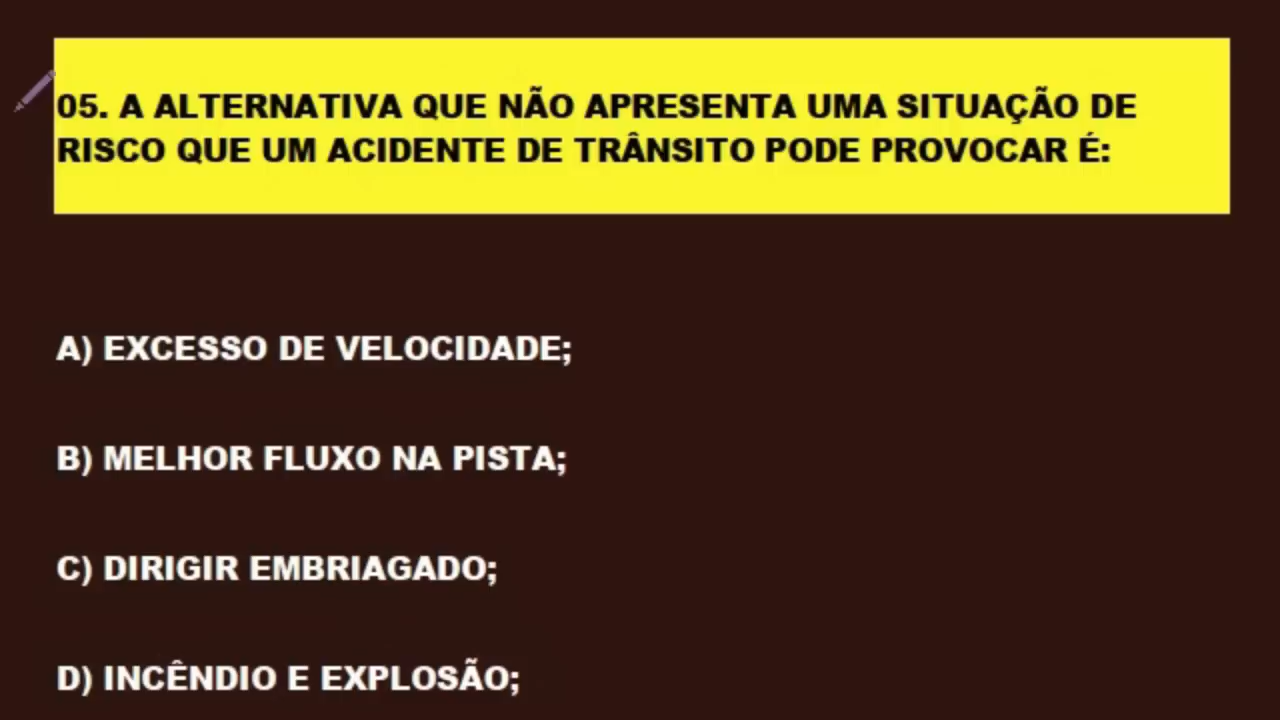 05. A ALTERNATIVA QUE NÃO APRESENTA UMA SITUAÇÃO DE
RISCO QUE UM ACIDENTE DE TRÂNSITO PODE PROVOCAR É:
A) EXCESSO DE VELOCIDADE;
B) MELHOR FLUXO NA PISTA;
C) DIRIGIR EMBRIAGADO;
D) INCÊNDIO E EXPLOSÃO;